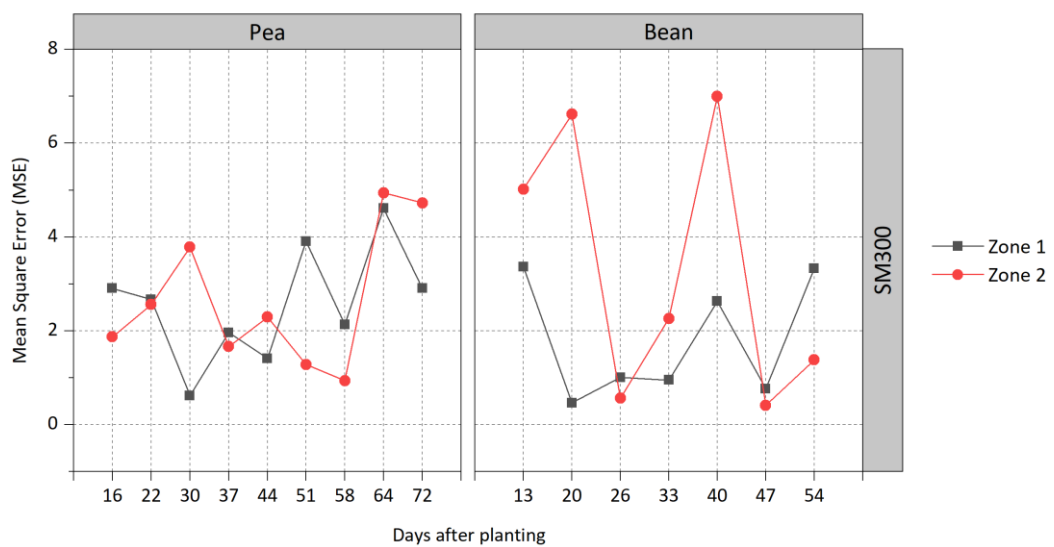 Pea
Bean
8
6
4
2
0
Mean Square Error (MSE)
SM300
Zone 1
Zone 2
16 22 30 37 44 51 58 64 72
13 20 26 33 40 47 54
Days after planting